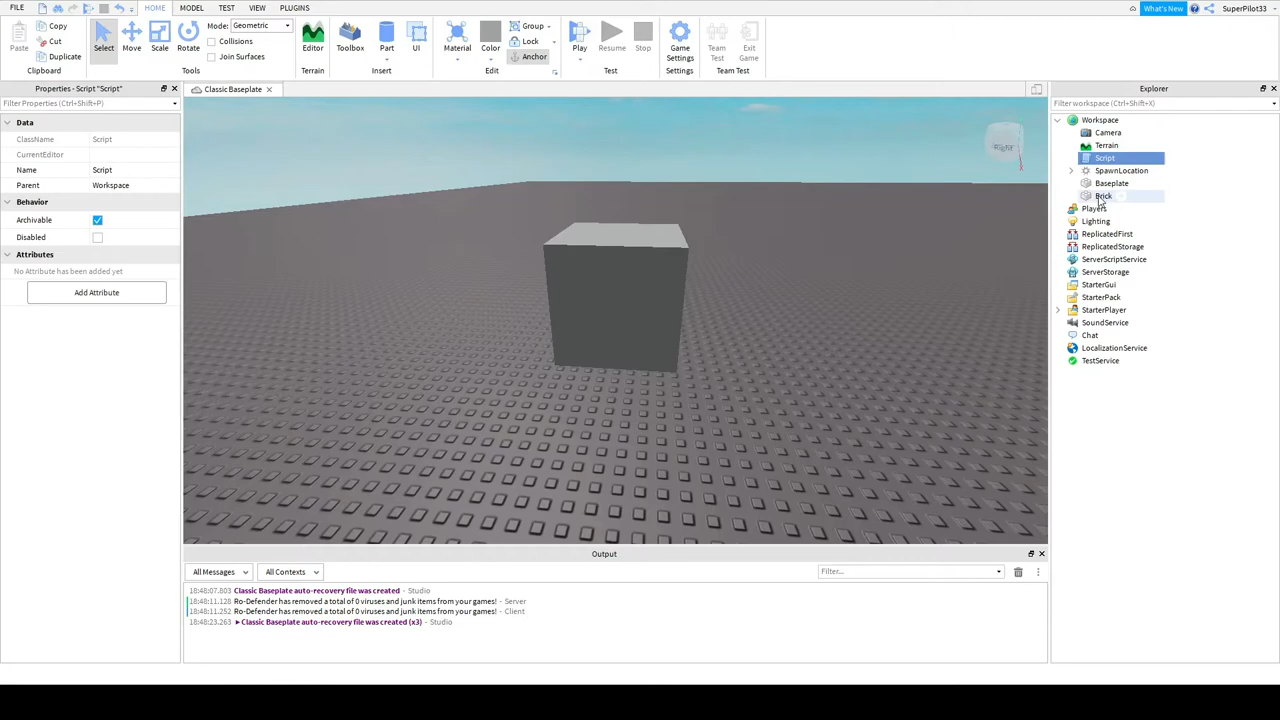 FILE HOME MODEL TEST VIEW PLUGINS What's New SuperPilot33
Paste Copy Cut Duplicate Clipboard
Select Move Scale Rotate Mode: Geometric Collisions Join Surfaces Tools
Editor Terrain
Toolbox Part UI Insert
Material Color Group Lock Anchor Edit
Play Resume Stop Test
Game Settings Settings
Team Test Exit Game Team Test
Properties - Script "Script"
Filter Properties (Ctrl+Shift+P)
Data
ClassName Script
CurrentEditor
Name Script
Parent Workspace
Behavior
Archivable
Disabled
Attributes
No Attribute has been added yet
Add Attribute
Classic Baseplate
Right
Output
All Messages All Contexts Filter...
18:48:07.803 Classic Baseplate auto-recovery file was created - Studio
18:48:11.128 Ro-Defender has removed a total of 0 viruses and junk items from your games! - Server
18:48:11.252 Ro-Defender has removed a total of 0 viruses and junk items from your games! - Client
18:48:23.263 Classic Baseplate auto-recovery file was created (x3) - Studio
Explorer
Filter workspace (Ctrl+Shift+X)
Workspace
Camera
Terrain
Script
SpawnLocation
Baseplate
Brick
Players
Lighting
ReplicatedFirst
ReplicatedStorage
ServerScriptService
ServerStorage
StarterGui
StarterPack
StarterPlayer
SoundService
Chat
LocalizationService
TestService